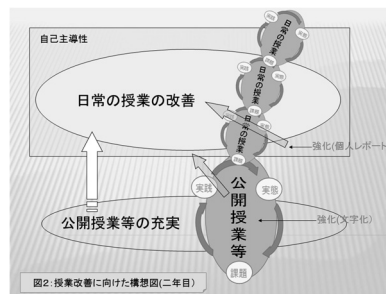 自己主導性
日常の授業
日常の授業
日常の授業
日常の授業の改善
強化(個人レポート)
実践
実態
公開授業等
公開授業等の充実
強化(文字化)
課題
図2:授業改善に向けた構想図(二年目)